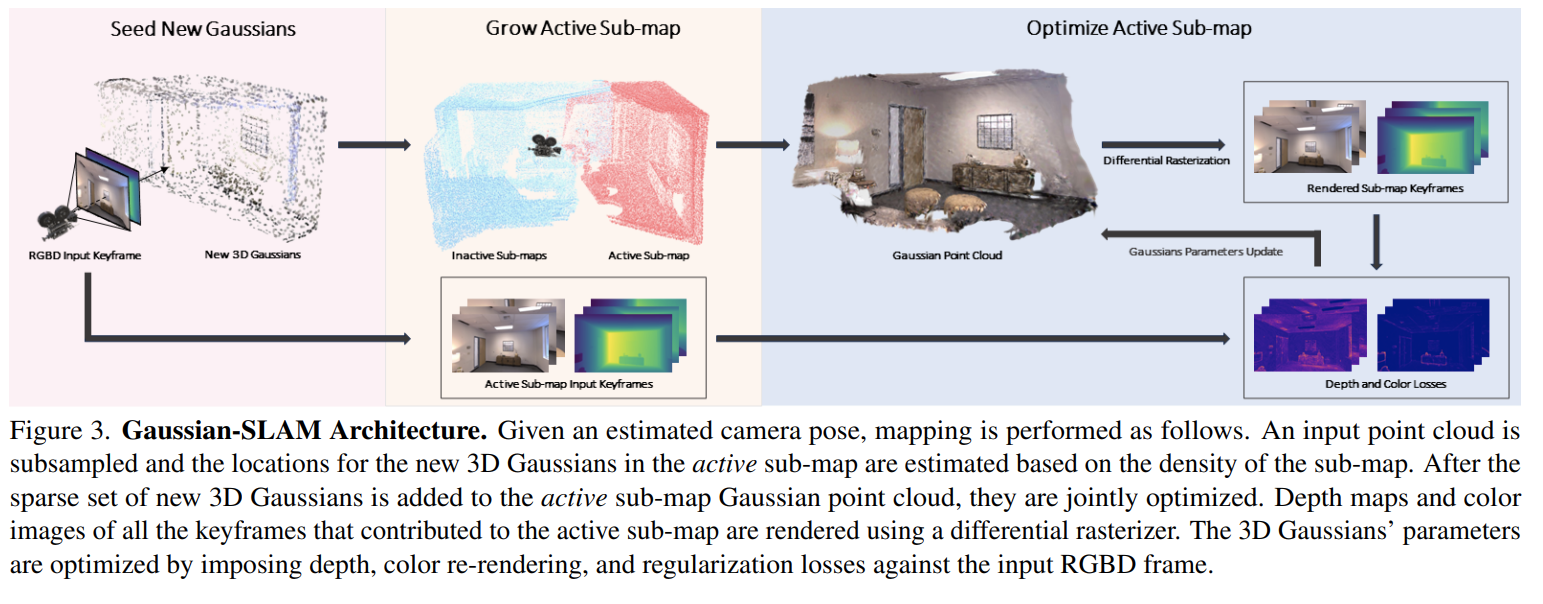 Seed New Gaussians
Grow Active Sub-map
Optimize Active Sub-map
Differential Rasterization
Rendered Sub-map Keyframes
RGBD Input Keyframe
New 3D Gaussians
Inactive Sub-maps
Active Sub-map
Gaussian Point Cloud
Gaussians Parameters Update
Active Sub-map Input Keyframes
Depth and Color Losses
Figure 3. Gaussian-SLAM Architecture. Given an estimated camera pose, mapping is performed as follows. An input point cloud is
subsampled and the locations for the new 3D Gaussians in the active sub-map are estimated based on the density of the sub-map. After the
sparse set of new 3D Gaussians is added to the active sub-map Gaussian point cloud, they are jointly optimized. Depth maps and color
images of all the keyframes that contributed to the active sub-map are rendered using a differential rasterizer. The 3D Gaussians’ parameters
are optimized by imposing depth, color re-rendering, and regularization losses against the input RGBD frame.